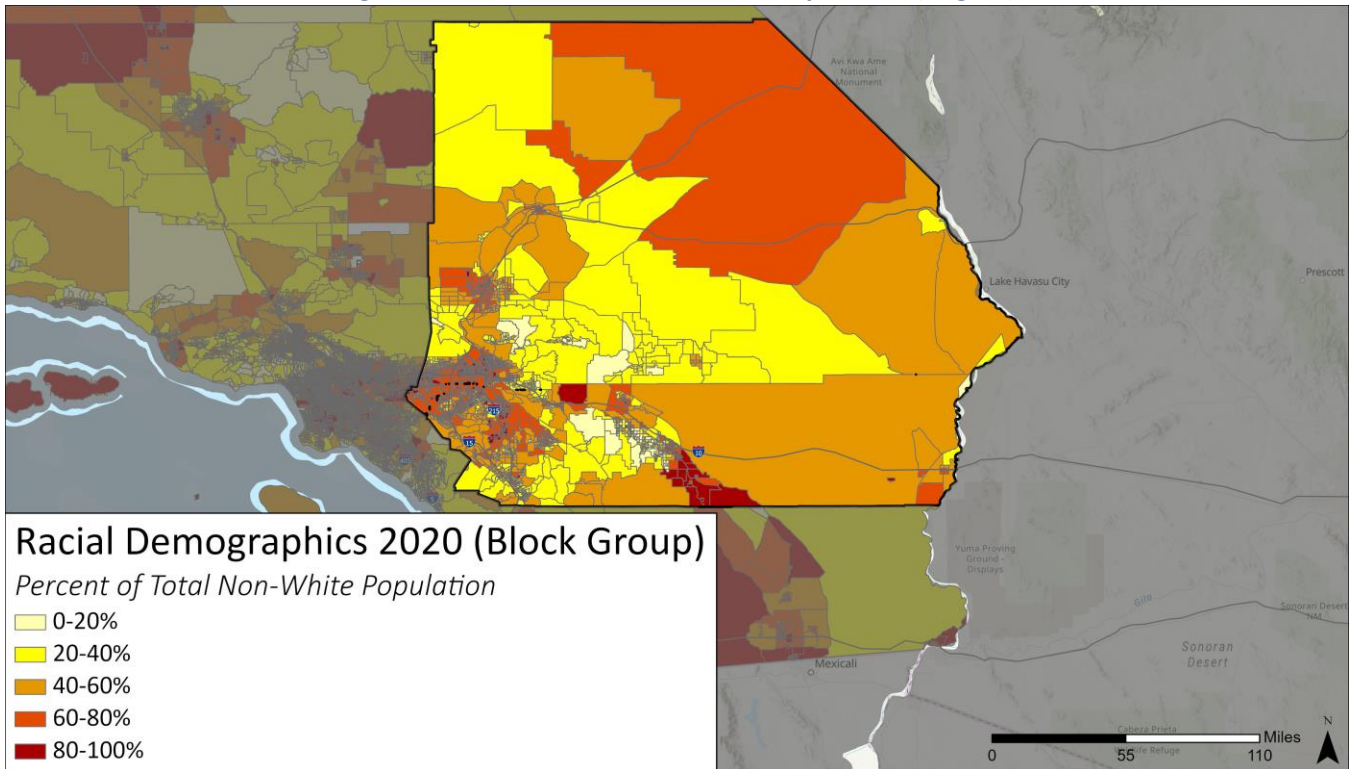 Avi Kwa Ame
National
Monument
Lake Havasu City
Prescott
215
15
10
Yuma Proving
Ground -
Displays
Gila
Sonoran Desert
NM
Sonoran
Desert
Mexicali
Cabeza Prieta
Wildlife Refuge
Racial Demographics 2020 (Block Group)
Percent of Total Non-White Population
0-20%
20-40%
40-60%
60-80%
80-100%
N
Miles
0 55 110